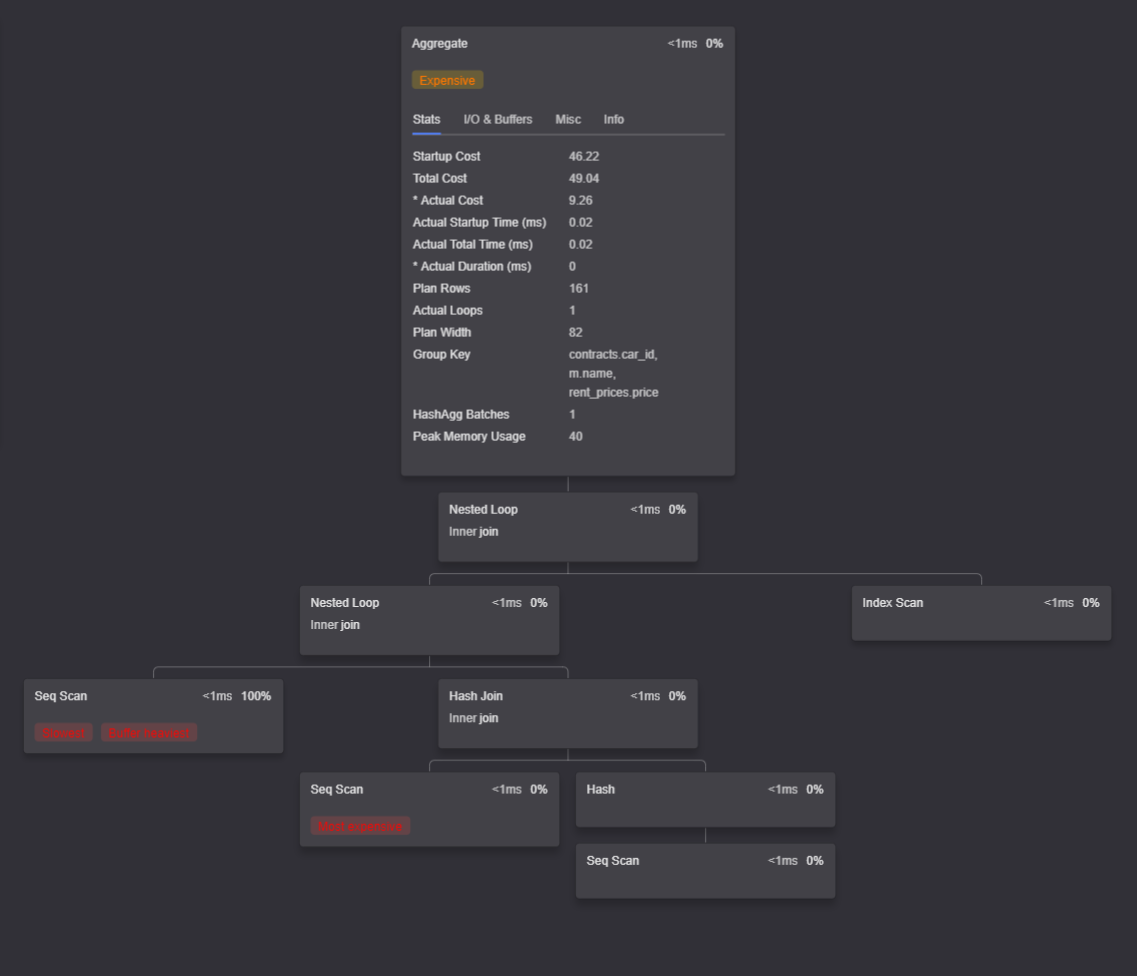 Aggregate <1ms 0%
Expensive
Stats I/O & Buffers Misc Info
Startup Cost 46.22
Total Cost 49.04
* Actual Cost 9.26
Actual Startup Time (ms) 0.02
Actual Total Time (ms) 0.02
* Actual Duration (ms) 0
Plan Rows 161
Actual Loops 1
Plan Width 82
Group Key contracts.car_id,
m.name,
rent_prices.price
HashAgg Batches 1
Peak Memory Usage 40
Nested Loop <1ms 0%
Inner join
Nested Loop <1ms 0%
Inner join
Index Scan <1ms 0%
Seq Scan <1ms 100%
Slowest Buffer heaviest
Hash Join <1ms 0%
Inner join
Seq Scan <1ms 0%
Most expensive
Hash <1ms 0%
Seq Scan <1ms 0%